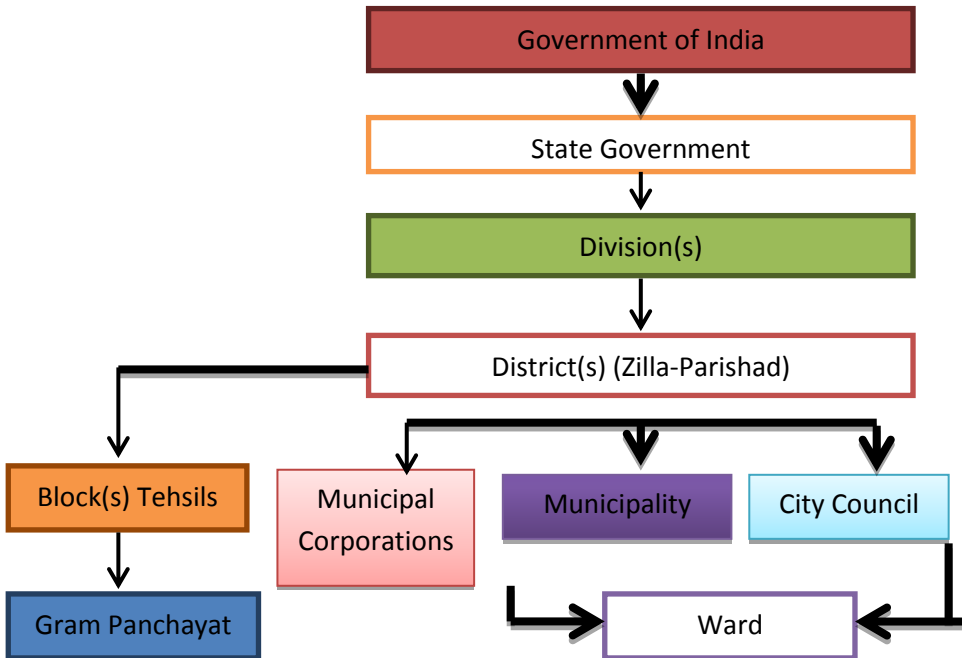 Government of India
State Government
Division(s)
District(s) (Zilla-Parishad)
Block(s) Tehsils
Municipal
Corporations
Municipality
City Council
Gram Panchayat
Ward